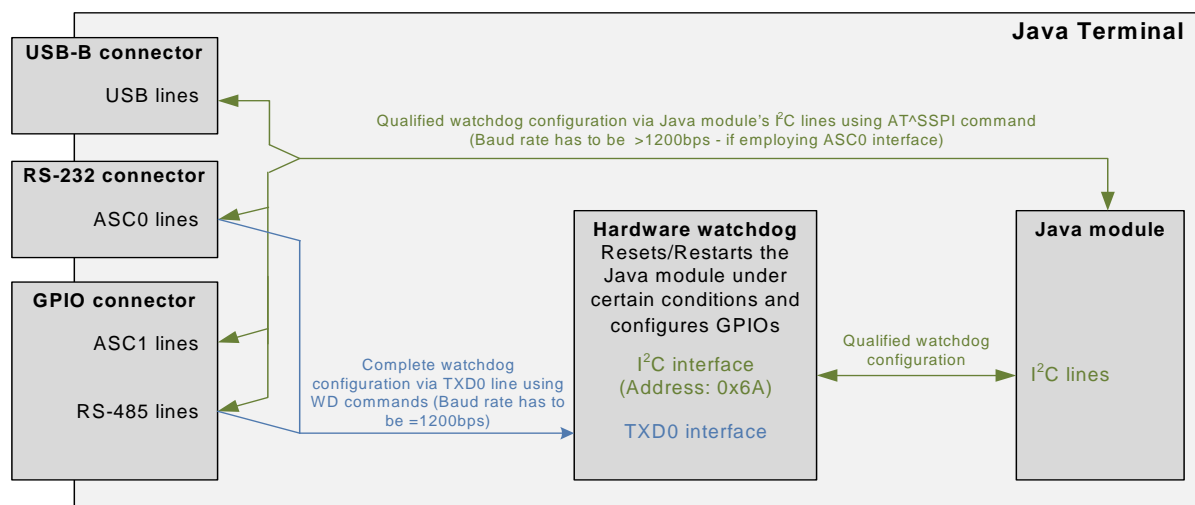 Java Terminal
USB-B connector
USB lines
Qualified watchdog configuration via Java module's I²C lines using AT^SSPI command
(Baud rate has to be >1200bps - if employing ASC0 interface)
RS-232 connector
ASC0 lines
GPIO connector
ASC1 lines
RS-485 lines
Complete watchdog
configuration via TXD0 line using
WD commands (Baud rate has to
be =1200bps)
Hardware watchdog
Resets/Restarts the
Java module under
certain conditions and
configures GPIOs
I²C interface
(Address: 0x6A)
TXD0 interface
Qualified watchdog
configuration
Java module
I²C lines